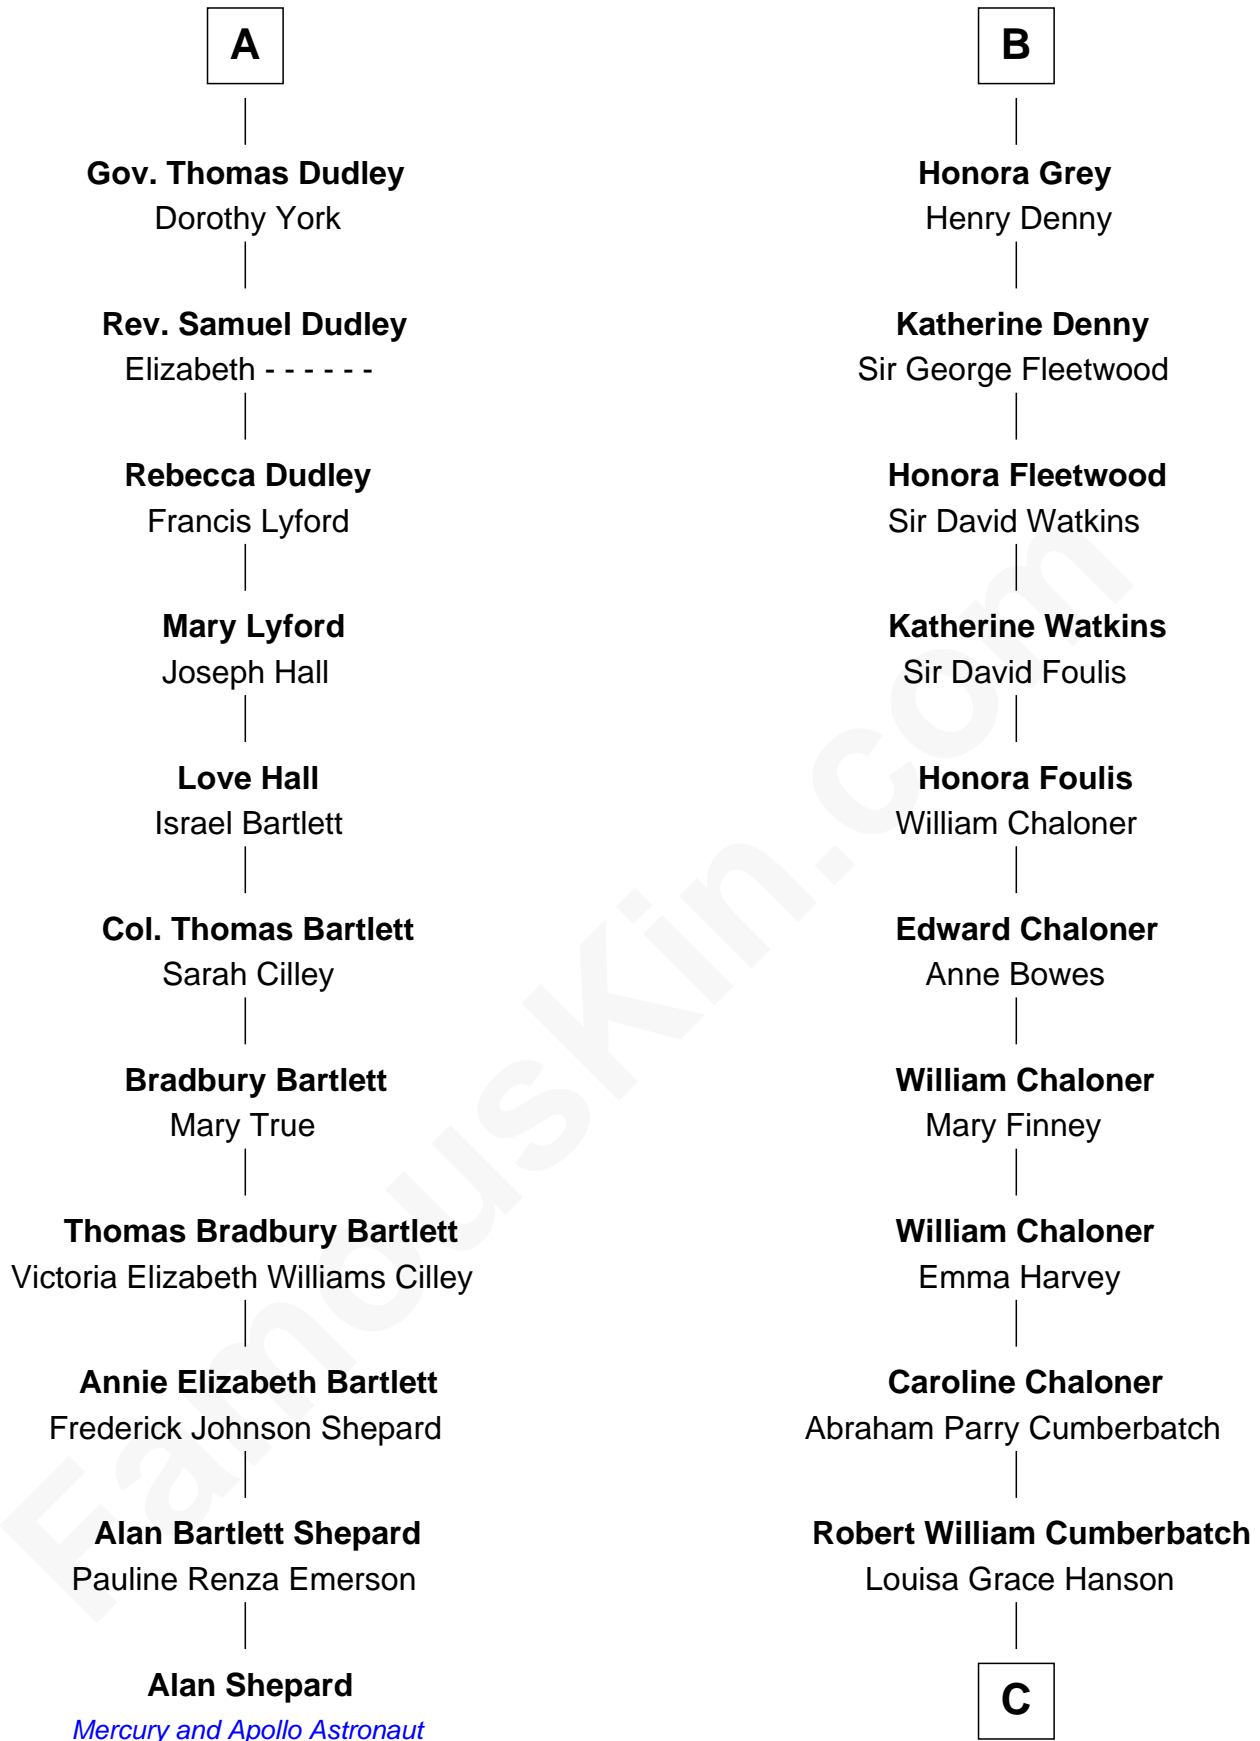 A
Gov. Thomas Dudley
Dorothy York
Rev. Samuel Dudley
Elizabeth - - - - - -
Rebecca Dudley
Francis Lyford
Mary Lyford
Joseph Hall
Love Hall
Israel Bartlett
Col. Thomas Bartlett
Sarah Cilley
Bradbury Bartlett
Mary True
Thomas Bradbury Bartlett
Victoria Elizabeth Williams Cilley
Annie Elizabeth Bartlett
Frederick Johnson Shepard
Alan Bartlett Shepard
Pauline Renza Emerson
Alan Shepard
Mercury and Apollo Astronaut
B
Honora Grey
Henry Denny
Katherine Denny
Sir George Fleetwood
Honora Fleetwood
Sir David Watkins
Katherine Watkins
Sir David Foulis
Honora Foulis
William Chaloner
Edward Chaloner
Anne Bowes
William Chaloner
Mary Finney
William Chaloner
Emma Harvey
Caroline Chaloner
Abraham Parry Cumberbatch
Robert William Cumberbatch
Louisa Grace Hanson
C
FamousKin.com